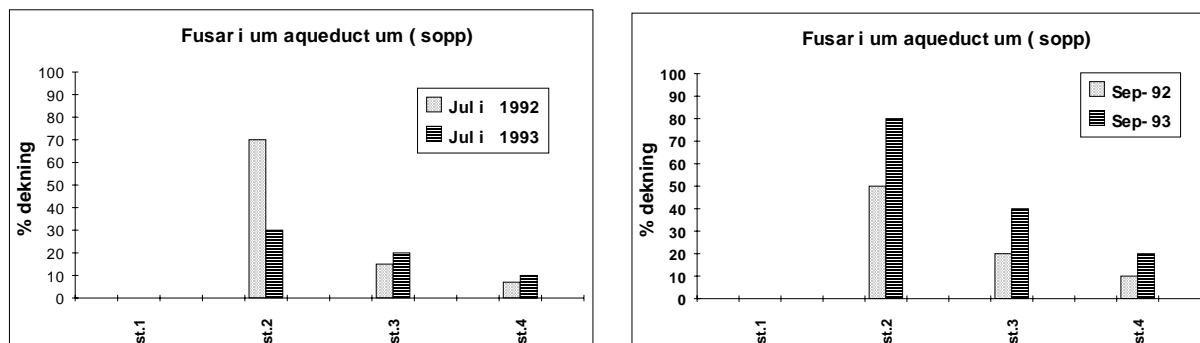 Fusar i um aqueduct um ( sopp)
100
90
80
70
60
50
40
30
20
10
0
% dekning
Jul i 1992
Jul i 1993
st.1
st.2
st.3
st.4
Fusar i um aqueduct um ( sopp)
100
90
80
70
60
50
40
30
20
10
0
% dekning
Sep- 92
Sep- 93
st.1
st.2
st.3
st.4